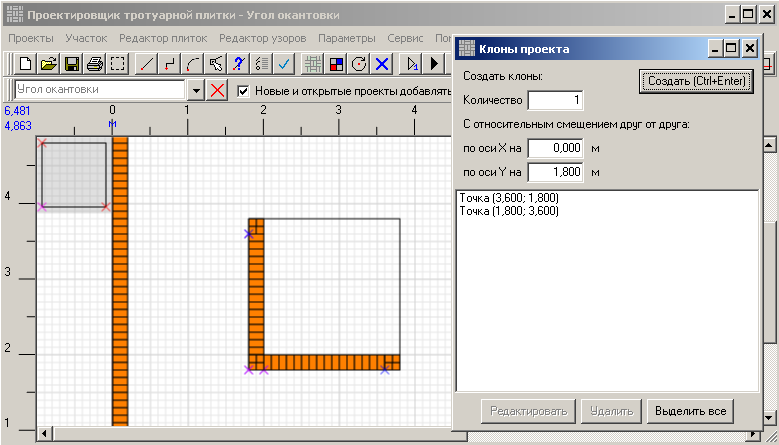 Проектировщик тротуарной плитки - Угол окантовки
Проекты Участок Редактор плиток Редактор узоров Параметры Сервис
Угол окантовки
Новые и открытые проекты добавлять
6,481
4,863
м
0
2
3
4
4
3
2
1
Клоны проекта
Создать клоны:
Создать (Ctrl+Enter)
Количество 1
С относительным смещением друг от друга:
по оси X на 0,000 м
по оси Y на 1,800 м
Точка (3,600; 1,800)
Точка (1,800; 3,600)
Редактировать Удалить Выделить все